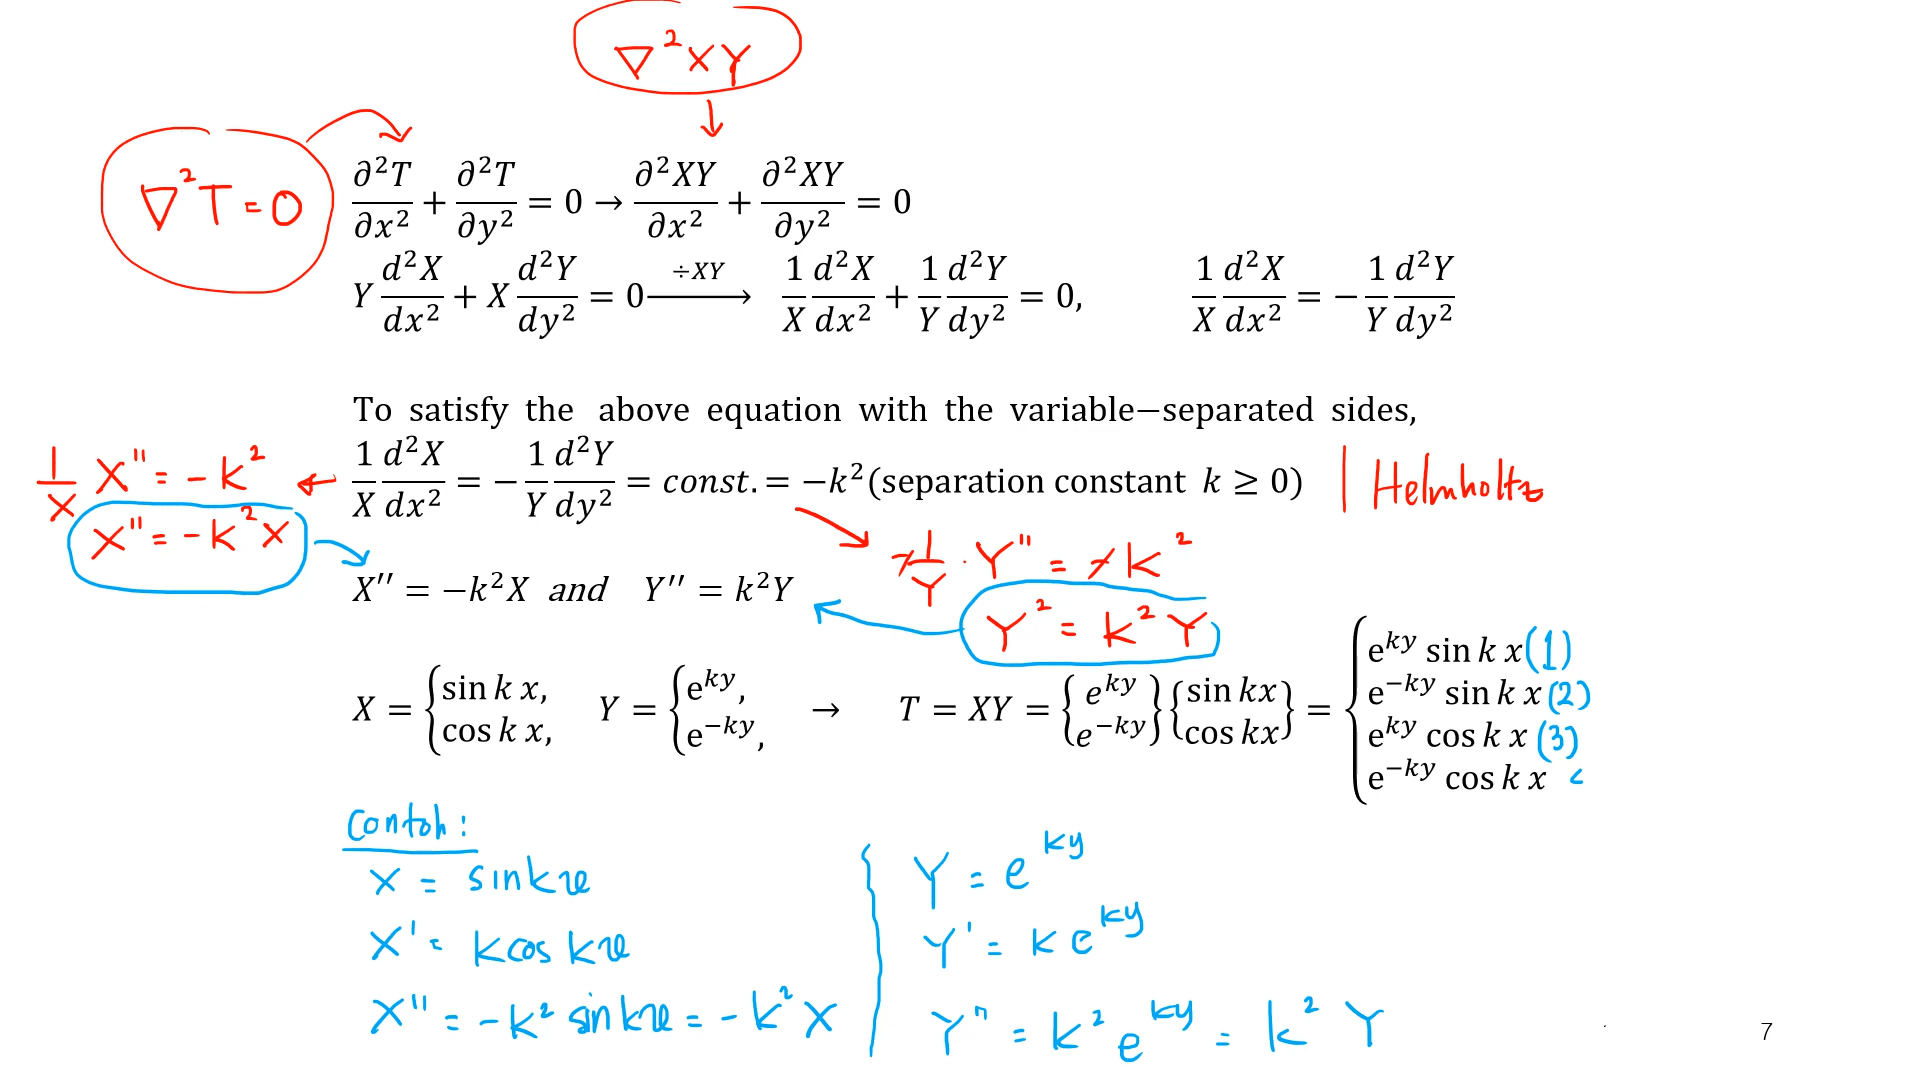 ∇²XY
∇²T=0
∂²T/∂x² + ∂²T/∂y² = 0 → ∂²XY/∂x² + ∂²XY/∂y² = 0
Y d²X/dx² + X d²Y/dy² = 0 ÷XY ⟶ 1/X d²X/dx² + 1/Y d²Y/dy² = 0, 1/X d²X/dx² = − 1/Y d²Y/dy²
To satisfy the above equation with the variable−separated sides,
1/X X'' = -k² ← 1/X d²X/dx² = − 1/Y d²Y/dy² = const. = −k² (separation constant k ≥ 0) | Helmholtz
X'' = -k²X
-1/Y · Y'' = -k²
X′′ = −k²X and Y′′ = k²Y
Y² = k² Y
X = {sin k x, cos k x, Y = {e^{ky}, e^{−ky}, → T = XY = {e^{ky} e^{−ky}} {sin kx cos kx} = {e^{ky} sin k x (1)
e^{−ky} sin k x (2)
e^{ky} cos k x (3)
e^{−ky} cos k x
Contoh:
X = sin kx
Y = e^{ky}
X' = k cos kx
Y' = k e^{ky}
X'' = -k² sin kx = -k² X
Y'' = k² e^{ky} = k² Y
7